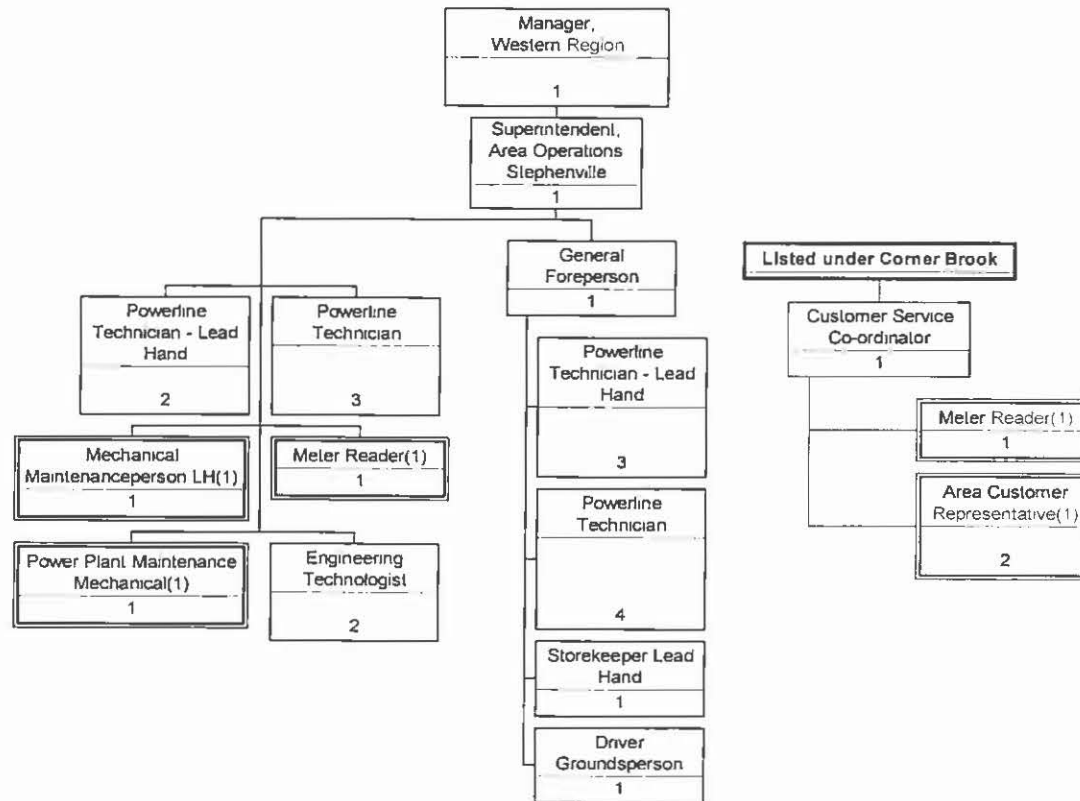 Manager,
Western Region
1
Superintendent,
Area Operations
Stephenville
1
General
Foreperson
1
Powerline
Technician - Lead
Hand
2
Powerline
Technician
3
Mechanical
Maintenanceperson LH(1)
1
Meter Reader(1)
1
Power Plant Maintenance
Mechanical(1)
1
Engineering
Technologist
2
Powerline
Technician - Lead
Hand
3
Powerline
Technician
4
Storekeeper Lead
Hand
1
Driver
Groundsperson
1
Listed under Corner Brook
Customer Service
Co-ordinator
1
Meter Reader(1)
1
Area Customer
Representative(1)
2